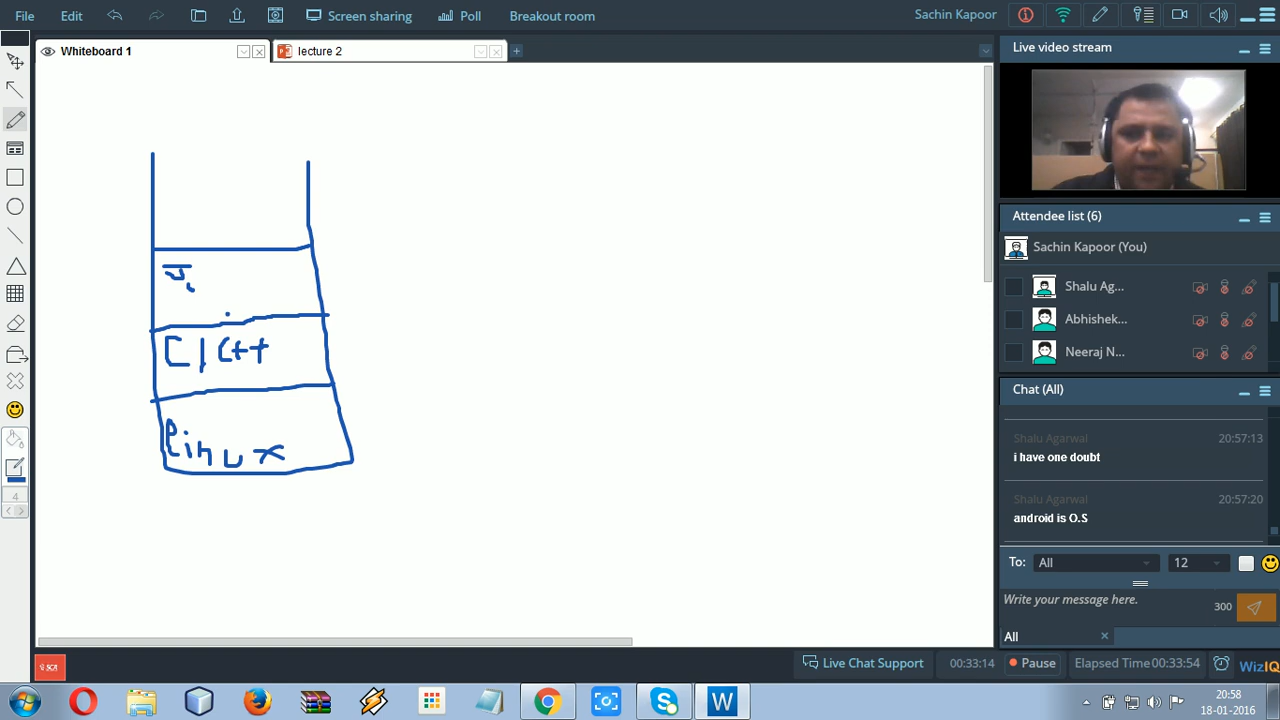 File Edit Screen sharing Poll Breakout room Sachin Kapoor
Whiteboard 1 lecture 2
Live video stream
Attendee list (6)
Sachin Kapoor (You)
Shalu Ag...
Abhishek...
Neeraj N...
C | C++
Linux
4
Chat (All)
Shalu Agarwal 20:57:13
i have one doubt
Shalu Agarwal 20:57:20
android is O.S
To: All 12
Write your message here. 300
All
Live Chat Support 00:33:14 Pause Elapsed Time 00:33:54 WizIQ
20:58
18-01-2016